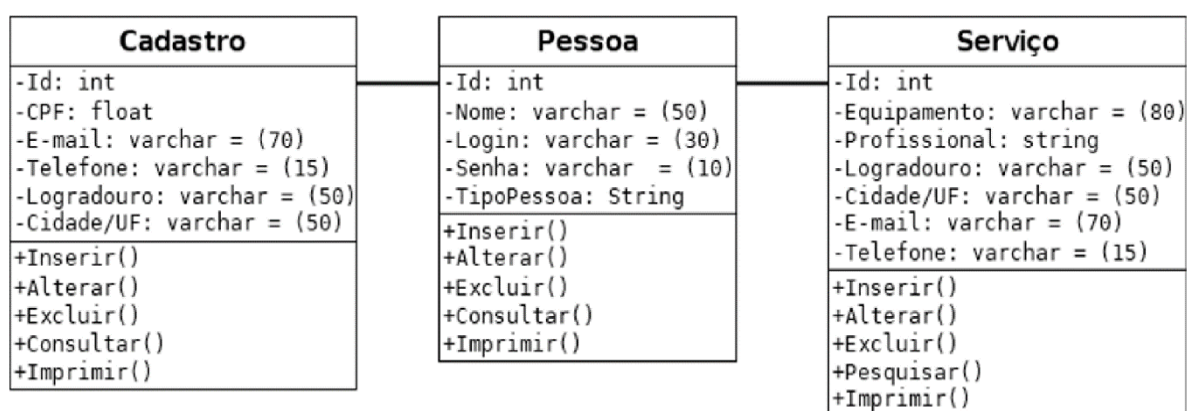 Cadastro
-Id: int
-CPF: float
-E-mail: varchar = (70)
-Telefone: varchar = (15)
-Logradouro: varchar = (50)
-Cidade/UF: varchar = (50)
+Inserir()
+Alterar()
+Excluir()
+Consultar()
+Imprimir()
Pessoa
-Id: int
-Nome: varchar = (50)
-Login: varchar = (30)
-Senha: varchar  = (10)
-TipoPessoa: String
+Inserir()
+Alterar()
+Excluir()
+Consultar()
+Imprimir()
Serviço
-Id: int
-Equipamento: varchar = (80)
-Profissional: string
-Logradouro: varchar = (50)
-Cidade/UF: varchar = (50)
-E-mail: varchar = (70)
-Telefone: varchar = (15)
+Inserir()
+Alterar()
+Excluir()
+Pesquisar()
+Imprimir()